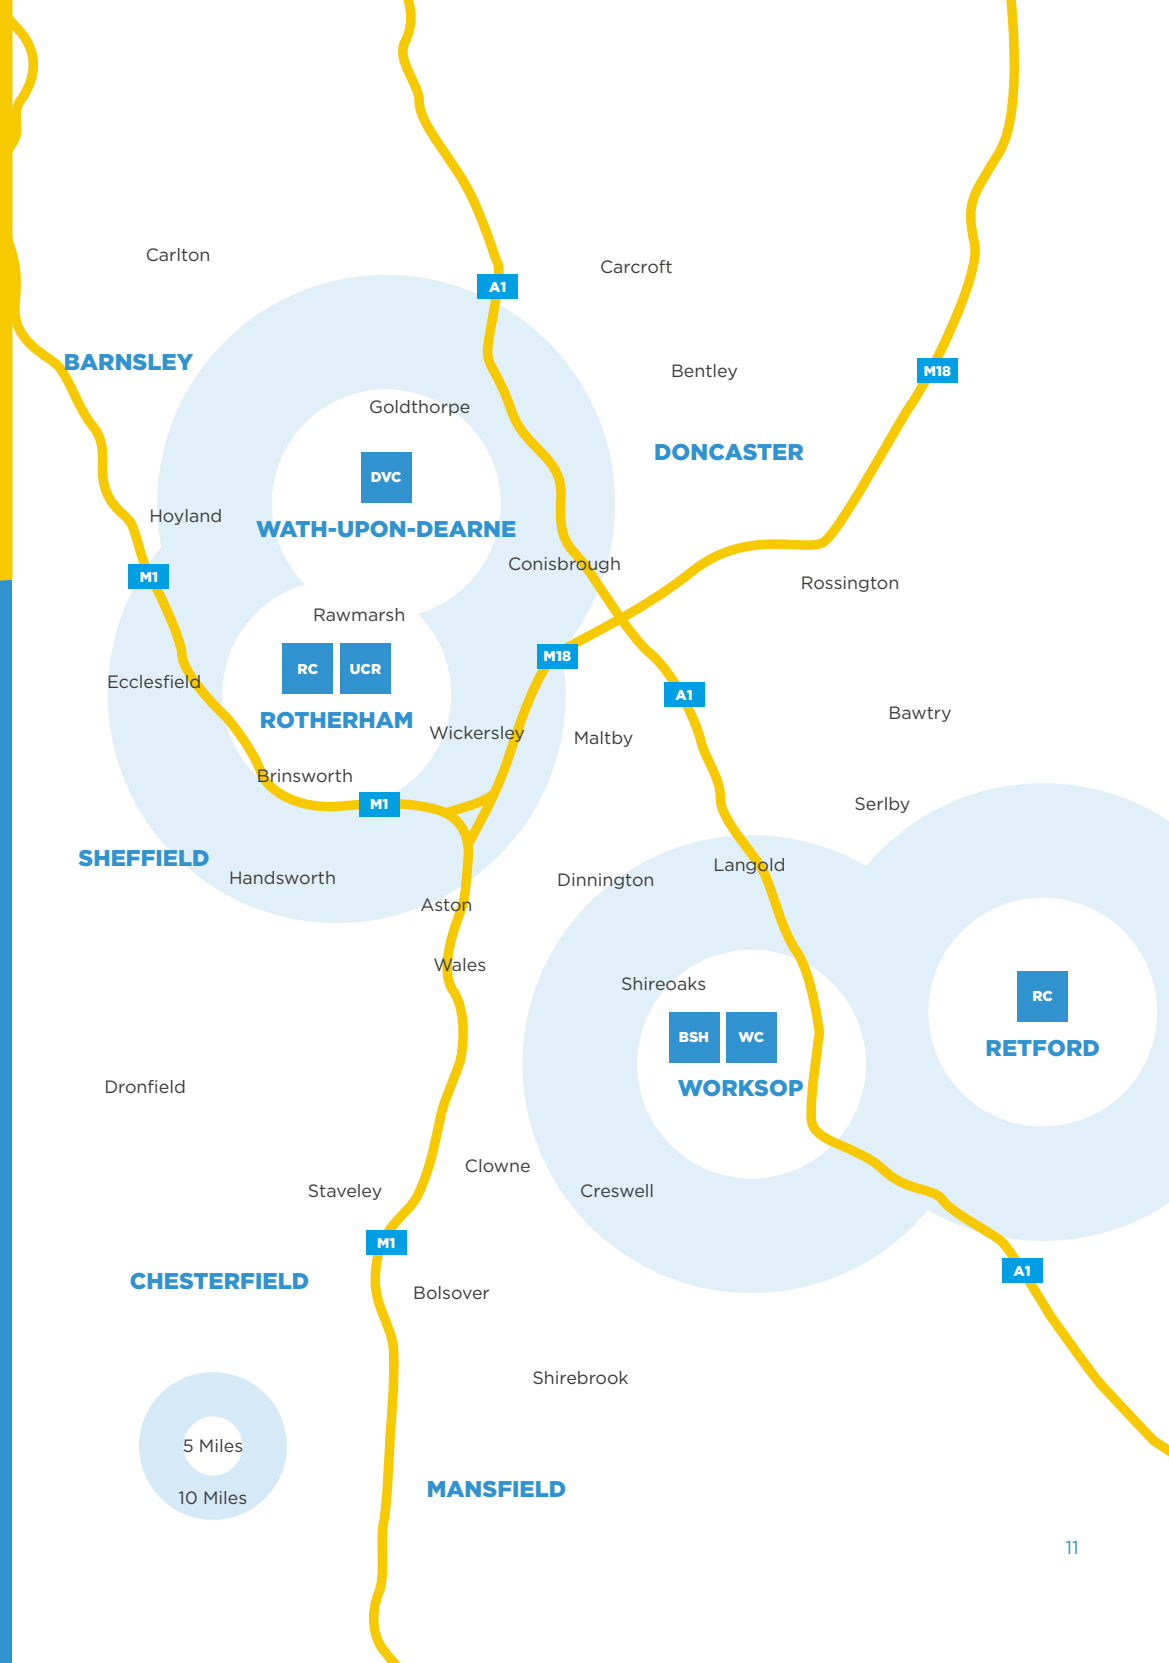 Carlton
Carcroft
A1
BARNSLEY
Bentley
M18
Goldthorpe
DONCASTER
DVC
Hoyland
WATH-UPON-DEARNE
Conisbrough
M1
Rossington
Rawmarsh
M18
RC
UCR
Ecclesfield
A1
Bawtry
ROTHERHAM
Wickersley
Maltby
Brinsworth
M1
Serlby
SHEFFIELD
Langold
Handsworth
Dinnington
Aston
Wales
Shireoaks
RC
BSH
WC
RETFORD
Dronfield
WORKSOP
Clowne
Staveley
Creswell
M1
A1
CHESTERFIELD
Bolsover
Shirebrook
5 Miles
MANSFIELD
10 Miles
11